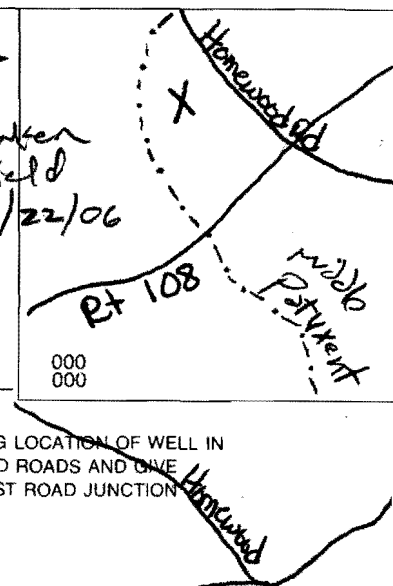 Homewood Rd
X
/22/06
Rt 108
Middle
Patuxent
000
000
LOCATION OF WELL IN
ROADS AND GIVE
ROAD JUNCTION
Homewood